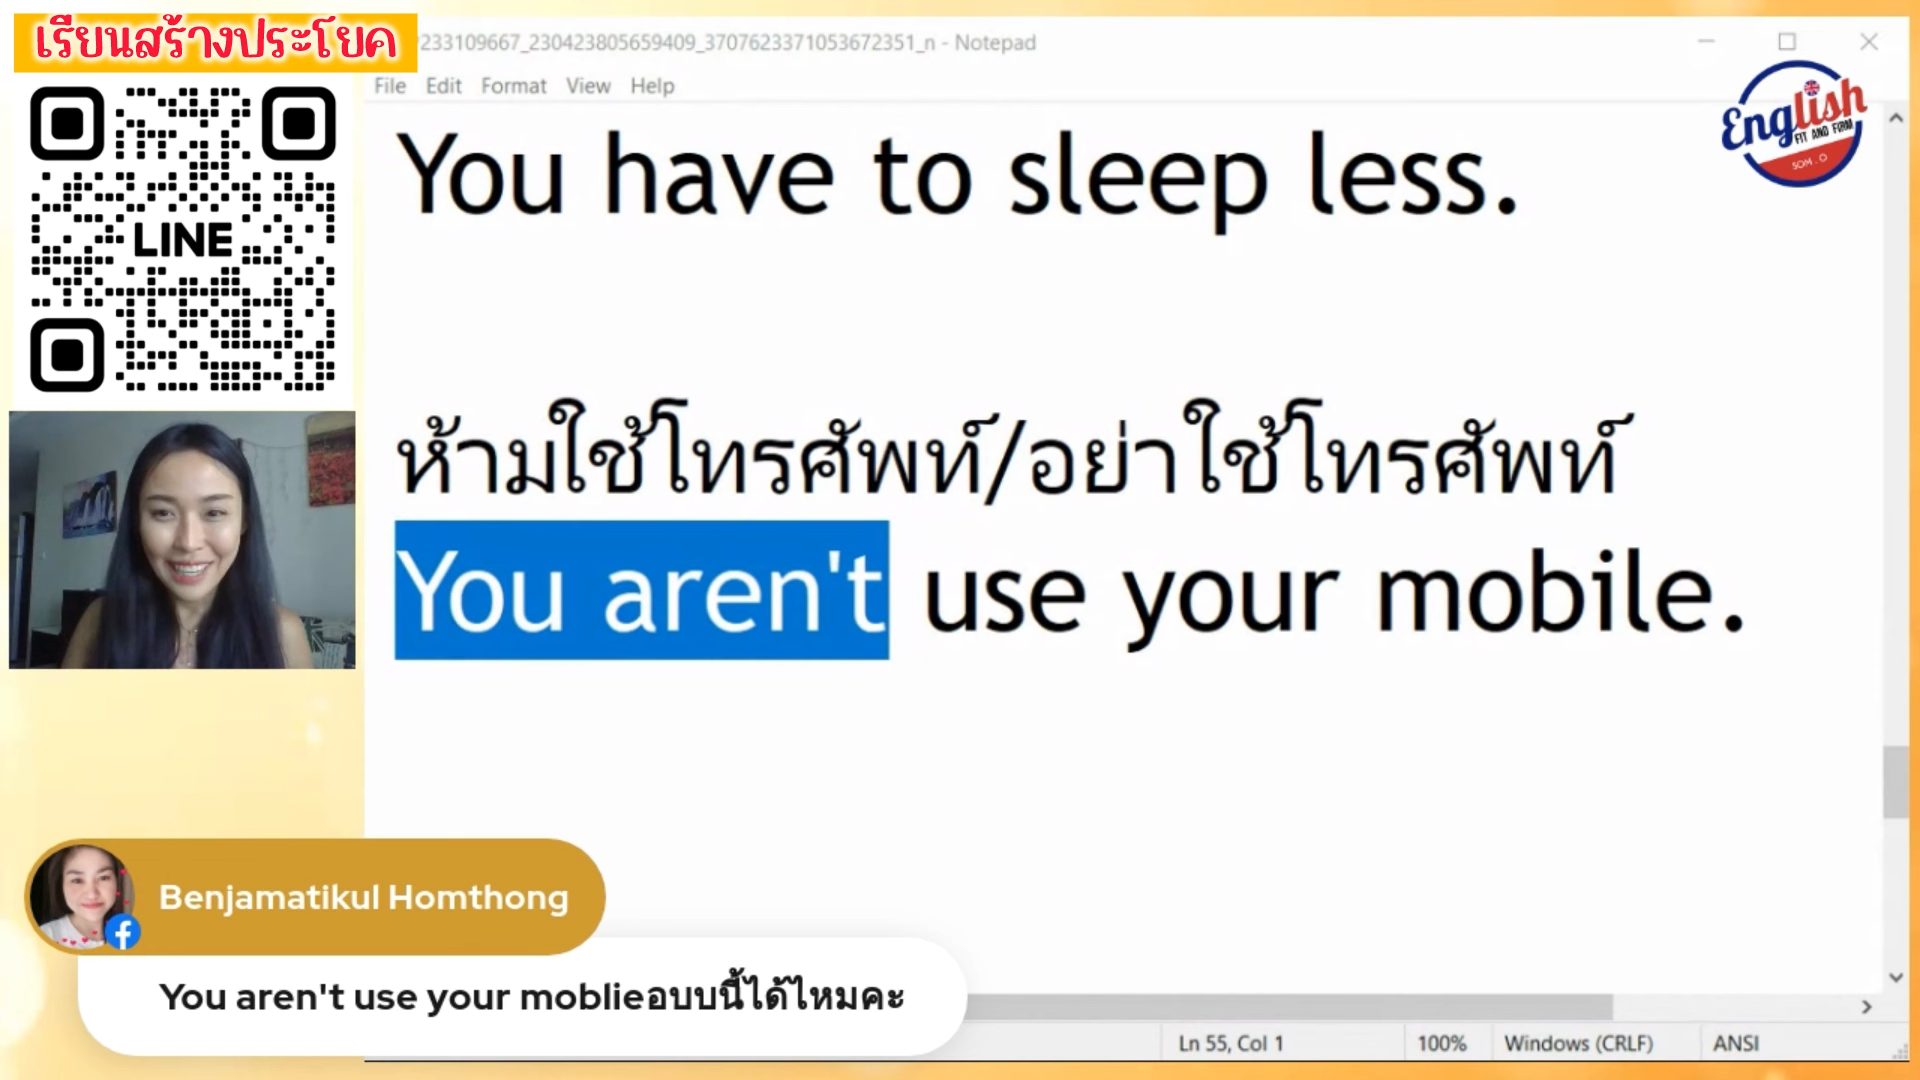 เรียนสร้างประโยค
233109667_230423805659409_3707623371053672351_n - Notepad
File Edit Format View Help
English
FIT AND FIRM
SOM . O
You have to sleep less.
LINE
ห้ามใช้โทรศัพท์/อย่าใช้โทรศัพท์
You aren't use your mobile.
Benjamatikul Homthong
You aren't use your moblieอบบนี้ได้ไหมคะ
Ln 55, Col 1 100% Windows (CRLF) ANSI